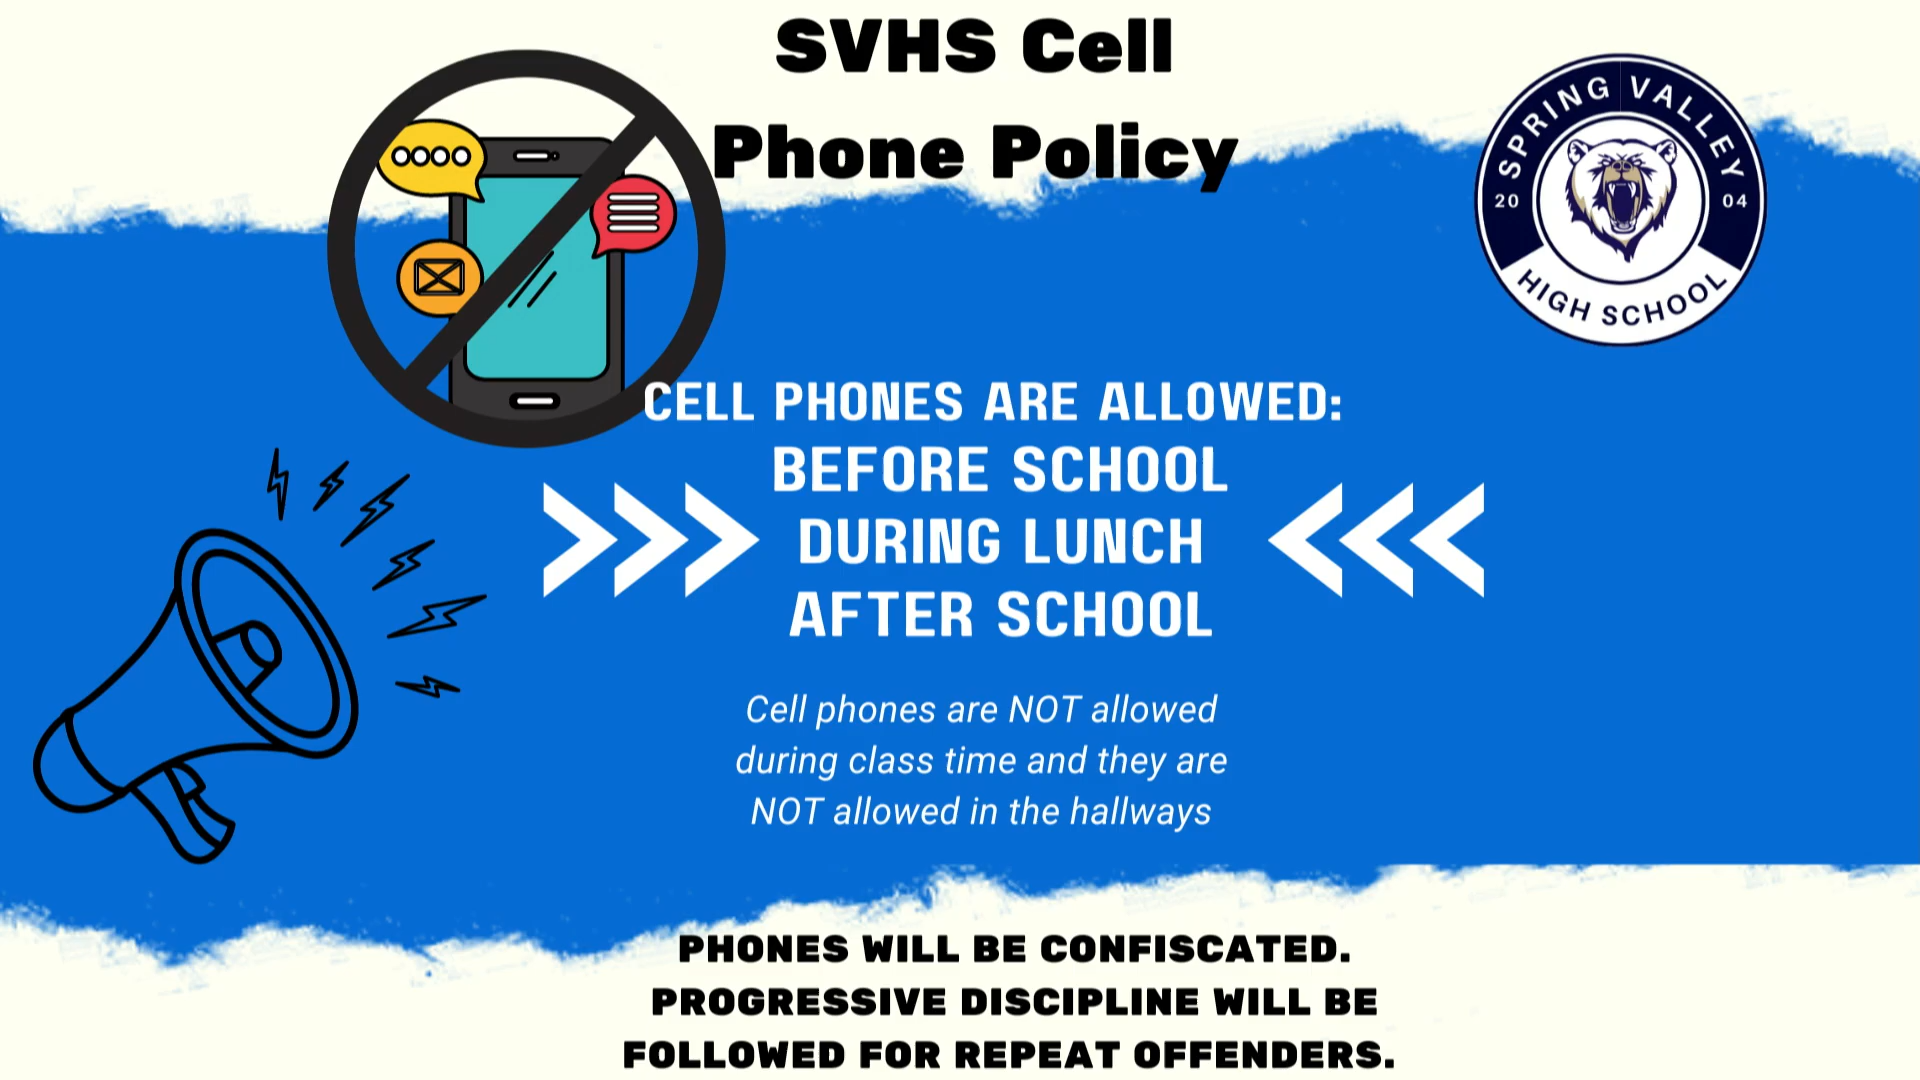 SVHS Cell
Phone Policy
SPRING VALLEY
20 04
HIGH SCHOOL
CELL PHONES ARE ALLOWED:
BEFORE SCHOOL
DURING LUNCH
AFTER SCHOOL
Cell phones are NOT allowed
during class time and they are
NOT allowed in the hallways
PHONES WILL BE CONFISCATED.
PROGRESSIVE DISCIPLINE WILL BE
FOLLOWED FOR REPEAT OFFENDERS.